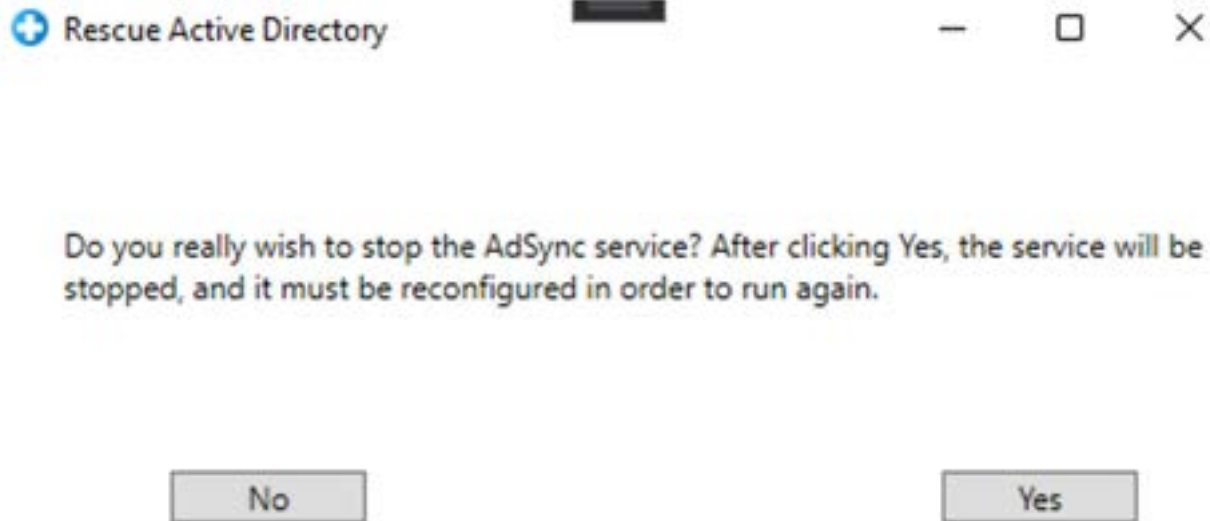 Rescue Active Directory
Do you really wish to stop the AdSync service? After clicking Yes, the service will be
stopped, and it must be reconfigured in order to run again.
No
Yes